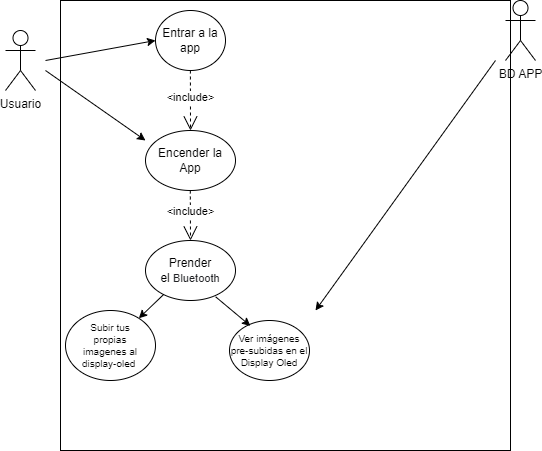 Entrar a la
app
Usuario
BD APP
<include>
Encender la
App
<include>
Prender
el Bluetooth
Subir tus
propias
imagenes al
display-oled
Ver imágenes
pre-subidas en el
Display Oled